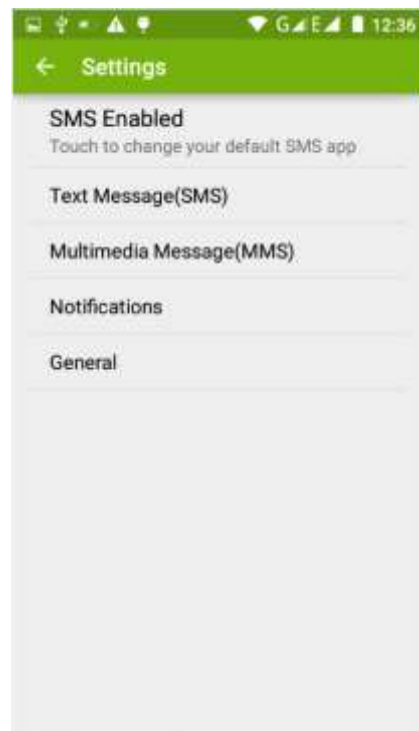 G E 12:36
Settings
SMS Enabled
Touch to change your default SMS app
Text Message(SMS)
Multimedia Message(MMS)
Notifications
General